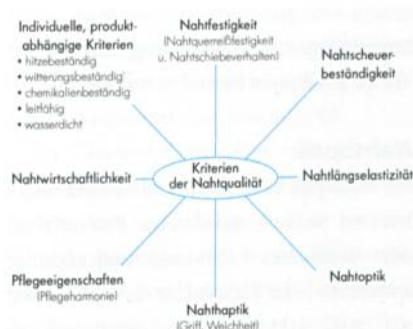 Individuelle, produkt-
abhängige Kriterien
• hitzebeständig
• witterungsbeständig
• chemikalienbeständig
• leitfähig
• wasserdicht
Nahtfestigkeit
(Nahtquerreißfestigkeit
u. Nahtschiebeverhalten)
Nahtscheuer-
beständigkeit
Nahtwirtschaftlichkeit
Kriterien
der Nahtqualität
Nahtlängselastizität
Pflegeeigenschaften
(Pflegeharmonie)
Nahthaptik
(Griff, Weichheit)
Nahtoptik